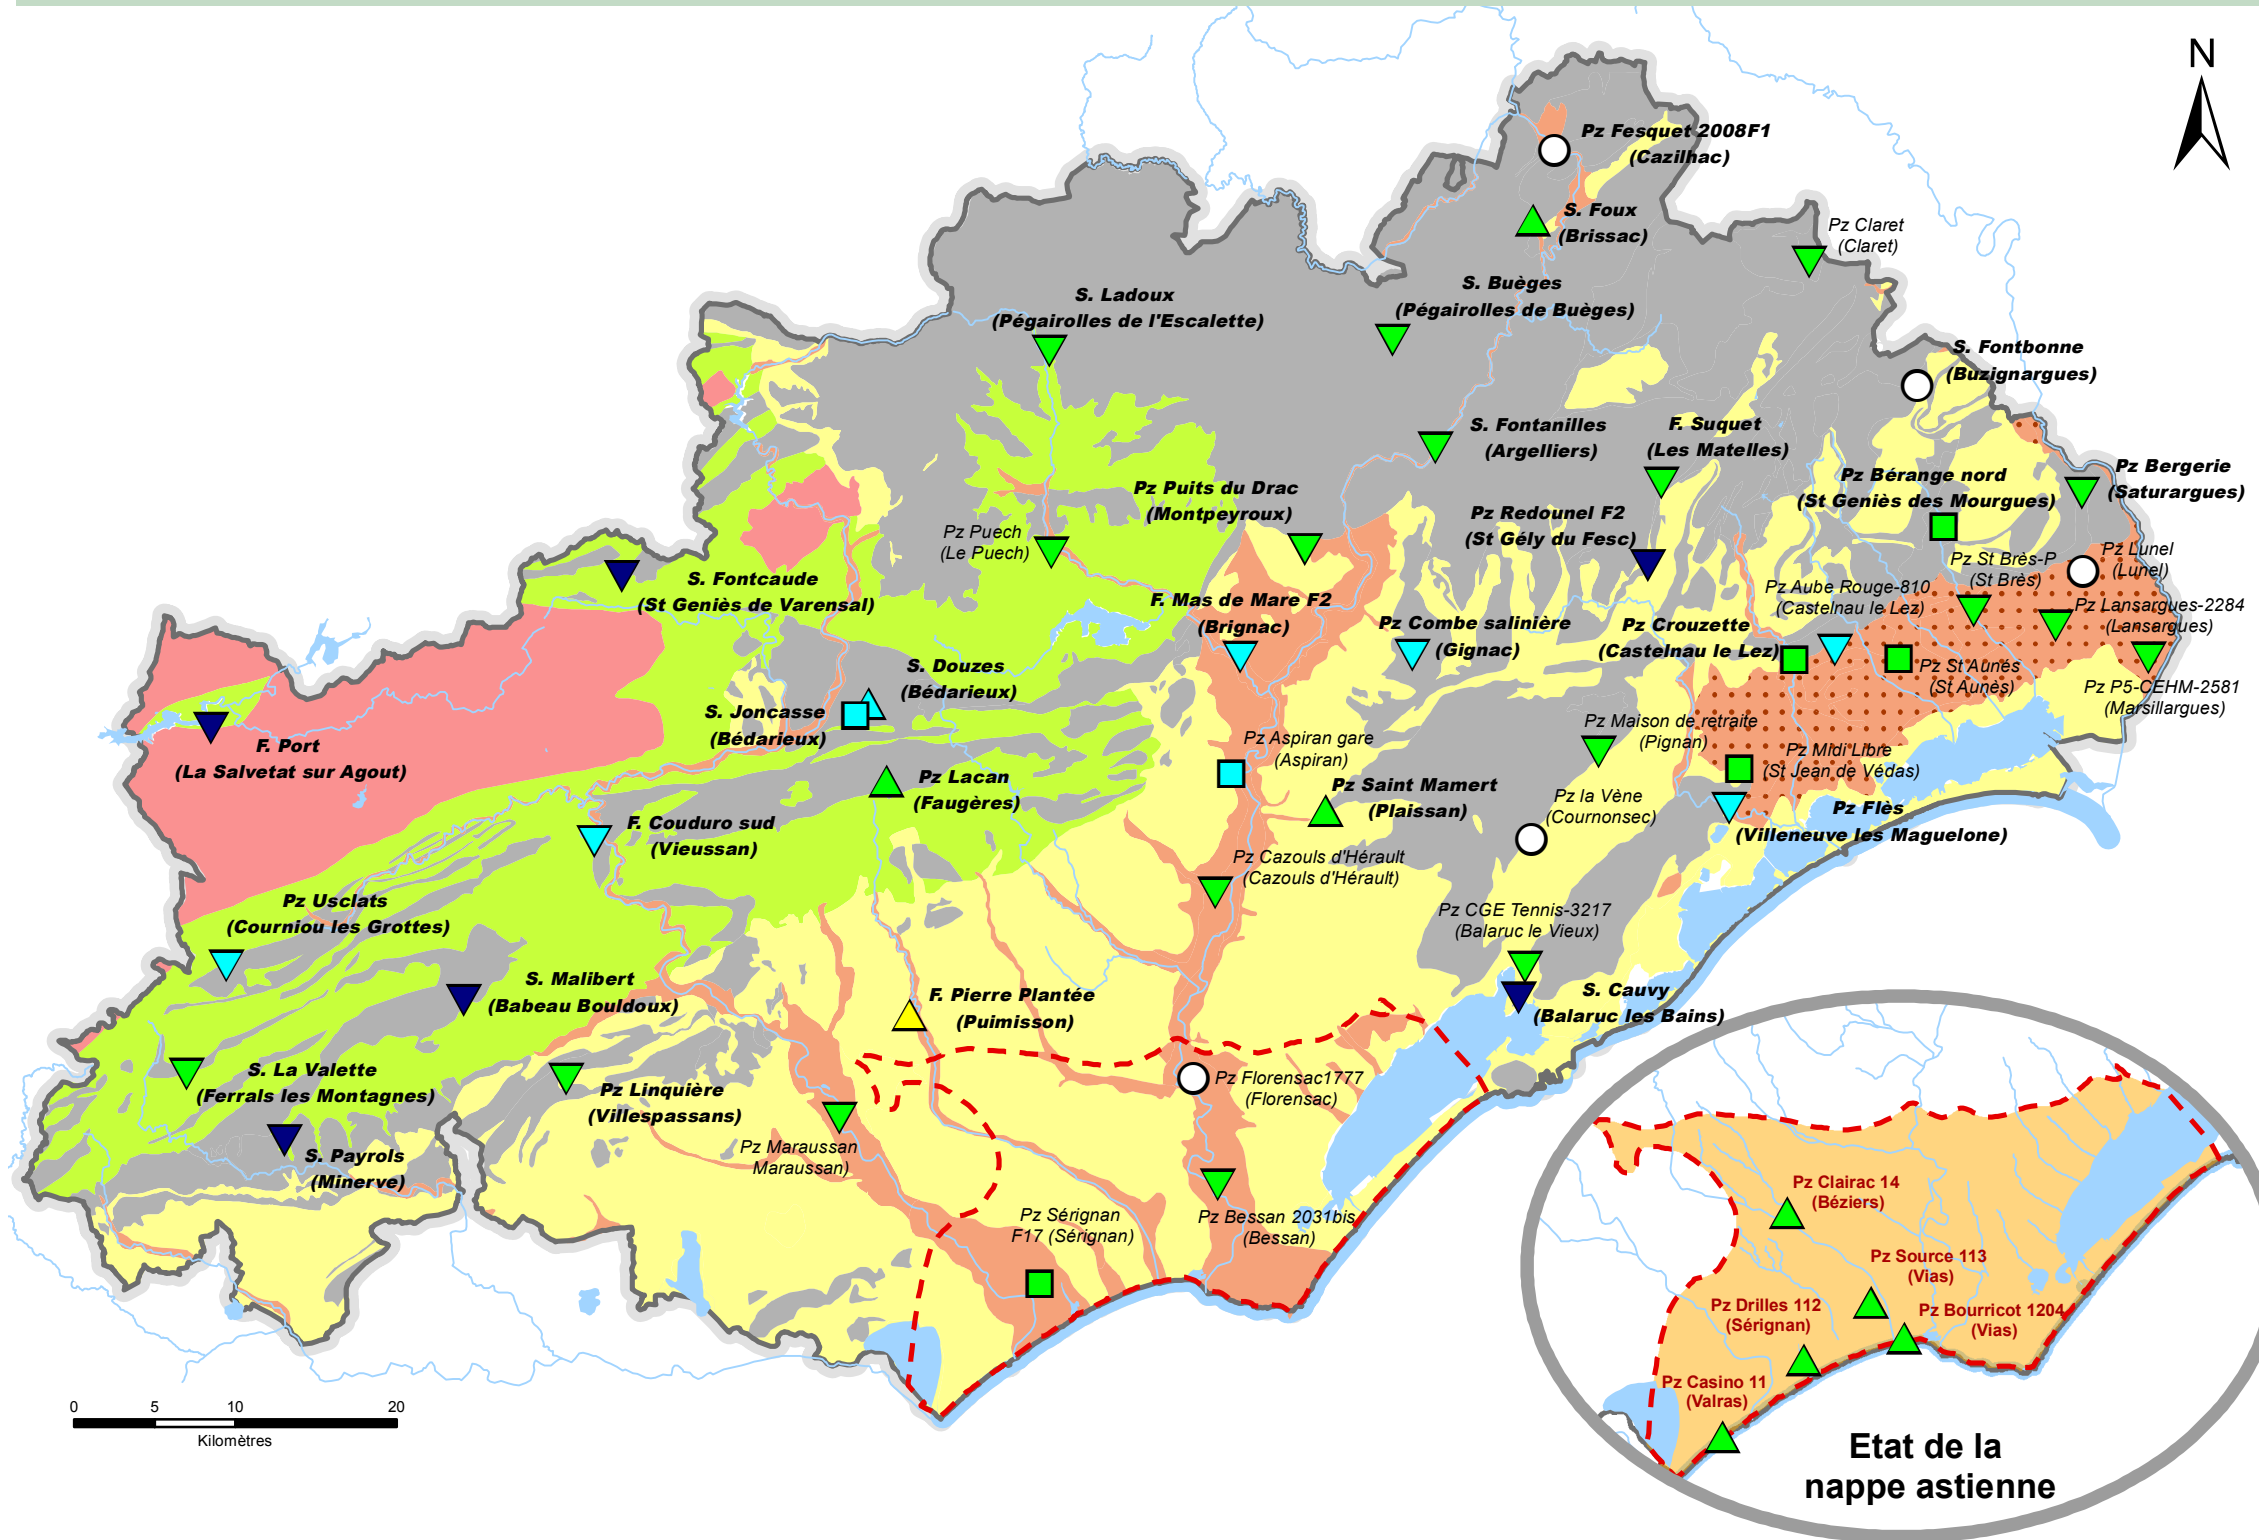 N
Pz Fesquet 2008F1
(Cazilhac)
S. Foux
(Brissac)
Pz Claret
(Claret)
S. Buèges
(Pégairolles de Buèges)
S. Ladoux
(Pégairolles de l'Escalette)
S. Fontbonne
(Buzignargues)
S. Fontanilles
(Argelliers)
F. Suquet
(Les Matelles)
Pz Bérange nord
(St Geniès des Mourgues)
Pz Bergerie
(Saturargues)
Pz Puits du Drac
(Montpeyroux)
Pz Redounel F2
(St Gély du Fesc)
Pz Puech
(Le Puech)
Pz St Brès-P
(St Brès)
Pz Lunel
(Lunel)
S. Fontcaude
(St Geniès de Varensal)
Pz Aube Rouge-810
(Castelnau le Lez)
F. Mas de Mare F2
(Brignac)
Pz Combe salinière
(Gignac)
Pz Crouzette
(Castelnau le Lez)
Pz Lansargues-2284
(Lansargues)
S. Douzes
(Bédarieux)
Pz St Aunés
(St Aunès)
Pz P5-CEHM-2581
(Marsillargues)
S. Joncasse
(Bédarieux)
F. Port
(La Salvetat sur Agout)
Pz Aspiran gare
(Aspiran)
Pz Maison de retraite
(Pignan)
Pz Midi Libre
(St Jean de Védas)
Pz Lacan
(Faugères)
Pz Saint Mamert
(Plaissan)
Pz la Vène
(Cournonsec)
Pz Flès
(Villeneuve les Maguelone)
F. Couduro sud
(Vieussan)
Pz Cazouls d'Hérault
(Cazouls d'Hérault)
Pz Usclats
(Courniou les Grottes)
Pz CGE Tennis-3217
(Balaruc le Vieux)
S. Malibert
(Babeau Bouldoux)
F. Pierre Plantée
(Puimisson)
S. Cauvy
(Balaruc les Bains)
S. La Valette
(Ferrals les Montagnes)
Pz Linquière
(Villespassans)
Pz Florensac1777
(Florensac)
S. Payrols
(Minerve)
Pz Maraussan
Maraussan)
Pz Sérignan
F17 (Sérignan)
Pz Bessan 2031bis
(Bessan)
Pz Clairac 14
(Béziers)
Pz Source 113
(Vias)
Pz Drilles 112
(Sérignan)
Pz Bourricot 1204
(Vias)
Pz Casino 11
(Valras)
Etat de la
nappe astienne
0 5 10 20
Kilomètres